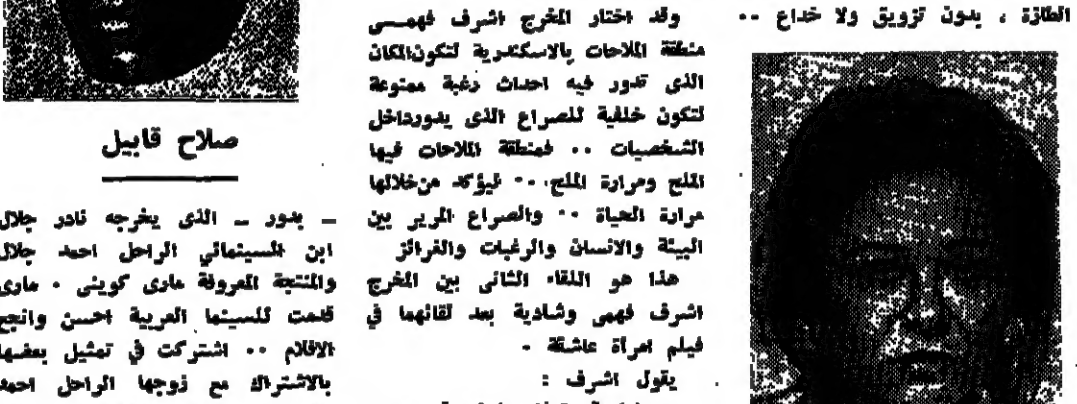 الطازة ، بدون تزويق ولا خداع ..
وقد اختار المخرج اشرف فهمـــى
منطقة الملاحات بالاسكندرية لتكون المكان
الذى تدور فيه احداث رغبة ممنوعة
لتكون خلفية للصراع الذى يدور داخل
الشخصيات .. فمنطقة الملاحات فيها
الملح ومرارة الملح .. ليؤكد من خلالها
مرارة الحياة .. والصراع المرير بين
البيئة والانسان والرغبات والغرائز
هذا هو اللقاء الثانى بين المخرج
اشرف فهمى وشادية بعد لقائهما في
فيلم امرأة عاشقة .
يقول اشرف :
صلاح قابيل
ـ بدور ـ الذى يخرجه نادر جلال
ابن السينمائي الراحل احمد جلال
والمنتجة المعروفة مارى كوينى . مارى
قدمت للسينما العربية احسن وانجح
الافلام .. اشتركت في تمثيل بعضها
بالاشتراك مع زوجها الراحل احمد